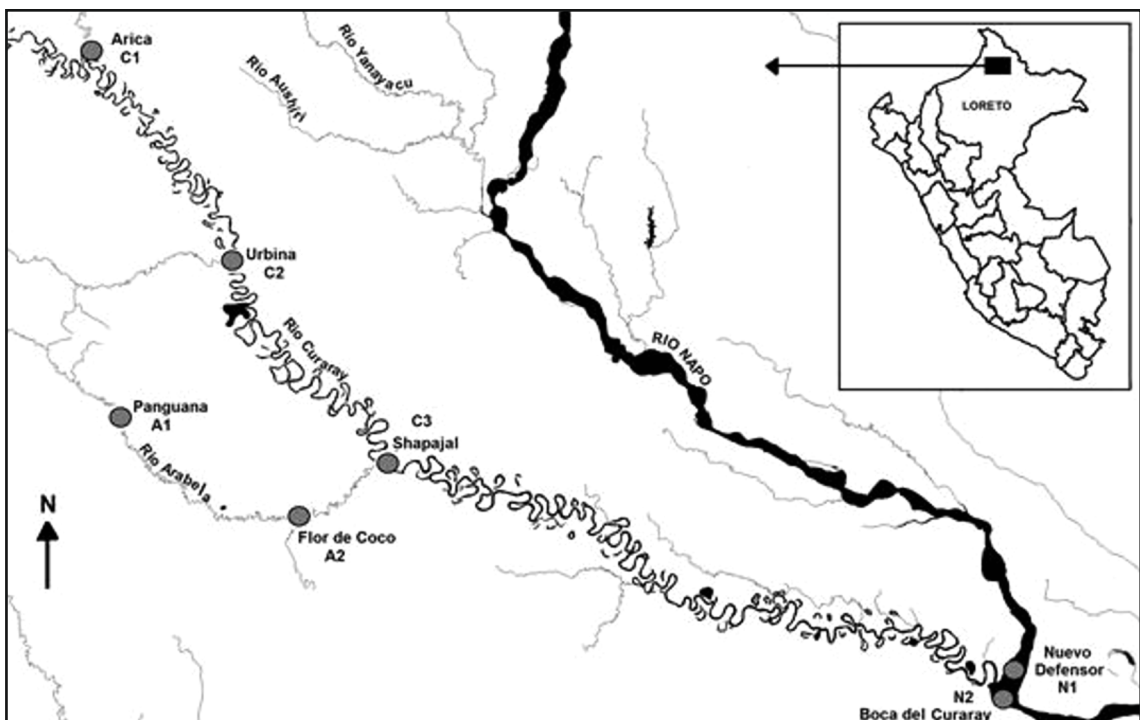 Arica
C1
Rio Yanayacu
Rio Aushiri
LORETO
Urbina
C2
Rio Curaray
RIO NAPO
Panguana
A1
C3
Shapajal
Rio Arabela
N
Flor de Coco
A2
Nuevo
Defensor
N1
N2
Boca del Curaray